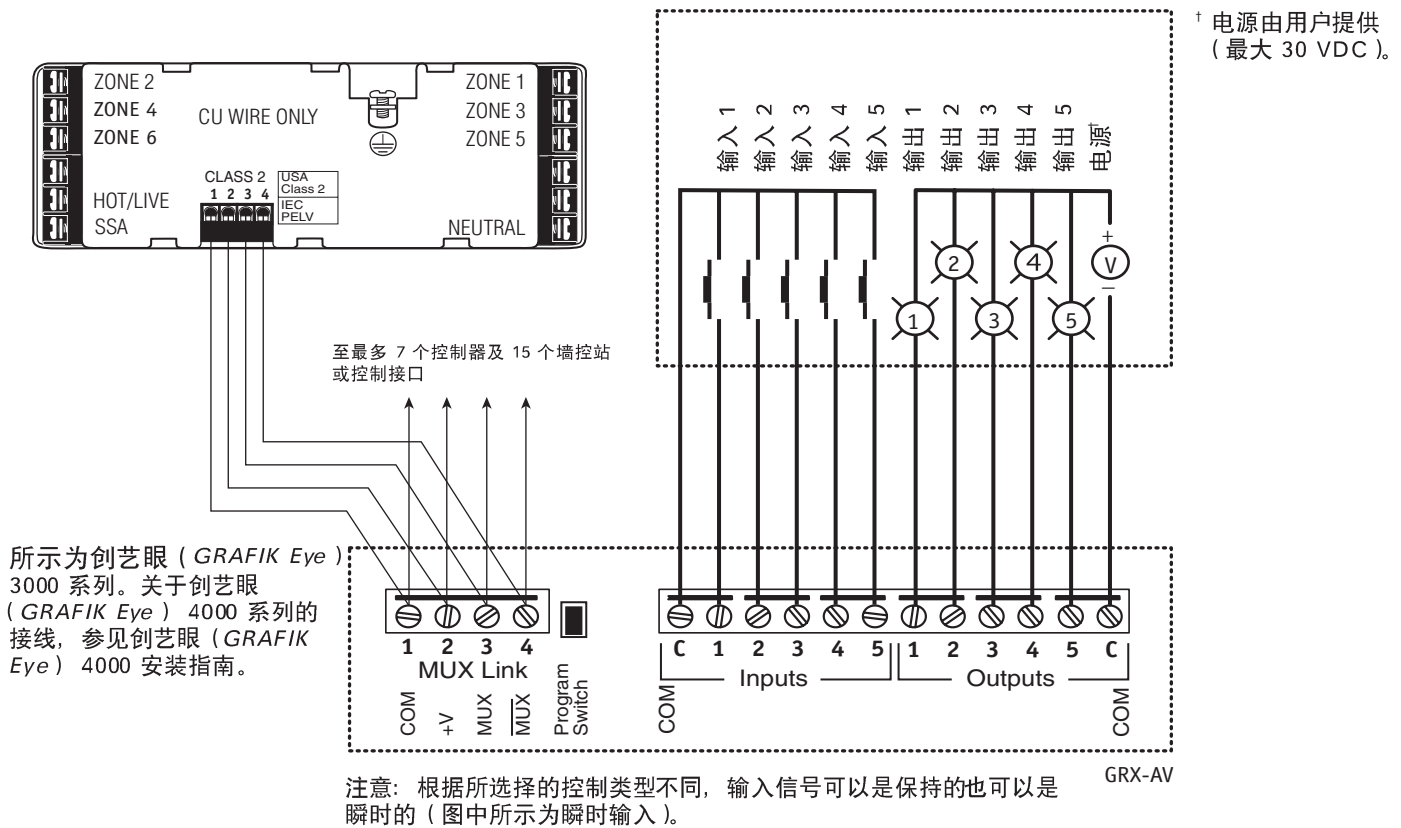 † 电源由用户提供
（最大 30 VDC）。
ZONE 2
ZONE 4
ZONE 6
CU WIRE ONLY
ZONE 1
ZONE 3
ZONE 5
CLASS 2
1 2 3 4
USA
Class 2
IEC
PELV
HOT/LIVE
SSA
NEUTRAL
输入 1
输入 2
输入 3
输入 4
输入 5
输出 1
输出 2
输出 3
输出 4
输出 5
电源†
+
V
–
2
4
1
3
5
至最多 7 个控制器及 15 个墙控站
或控制接口
所示为创艺眼（GRAFIK Eye）
3000 系列。关于创艺眼
（GRAFIK Eye） 4000 系列的
接线，参见创艺眼（GRAFIK
Eye） 4000 安装指南。
1 2 3 4
MUX Link
COM
+V
MUX
M̅U̅X̅
Program
Switch
C 1 2 3 4 5 1 2 3 4 5 C
Inputs
Outputs
COM
COM
GRX-AV
注意: 根据所选择的控制类型不同，输入信号可以是保持的也可以是
瞬时的（图中所示为瞬时输入）。